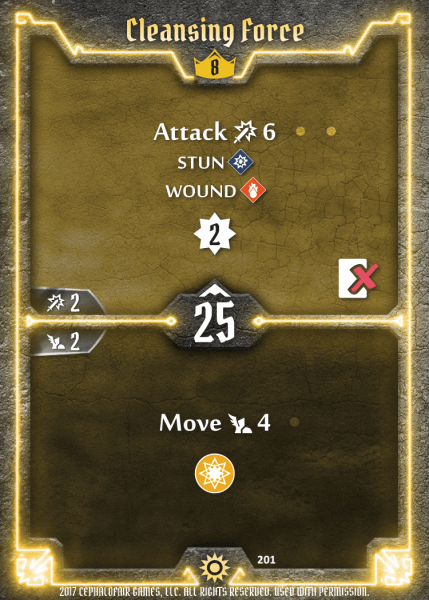 Cleansing Force
8
Attack 6
STUN
WOUND
2
2
25
2
Move 4
201
2017 CEPHALOFAIR GAMES, LLC. ALL RIGHTS RESERVED. USED WITH PERMISSION.